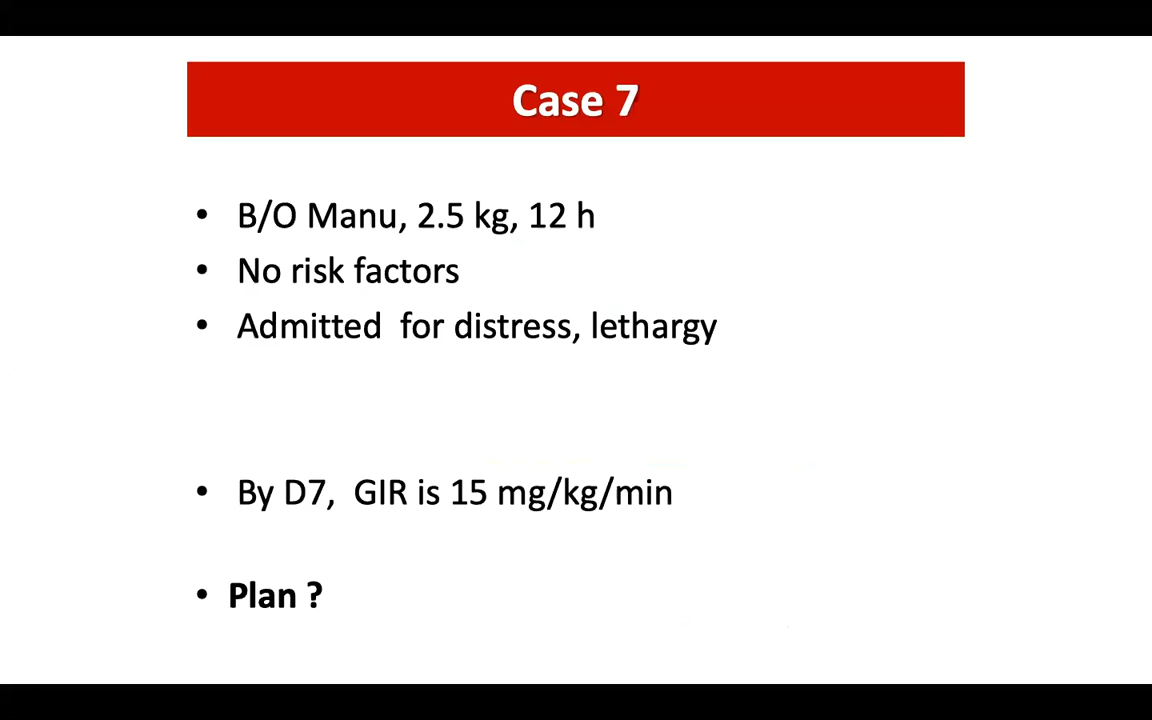 Case 7
• B/O Manu, 2.5 kg, 12 h
• No risk factors
• Admitted for distress, lethargy
• By D7, GIR is 15 mg/kg/min
• Plan ?